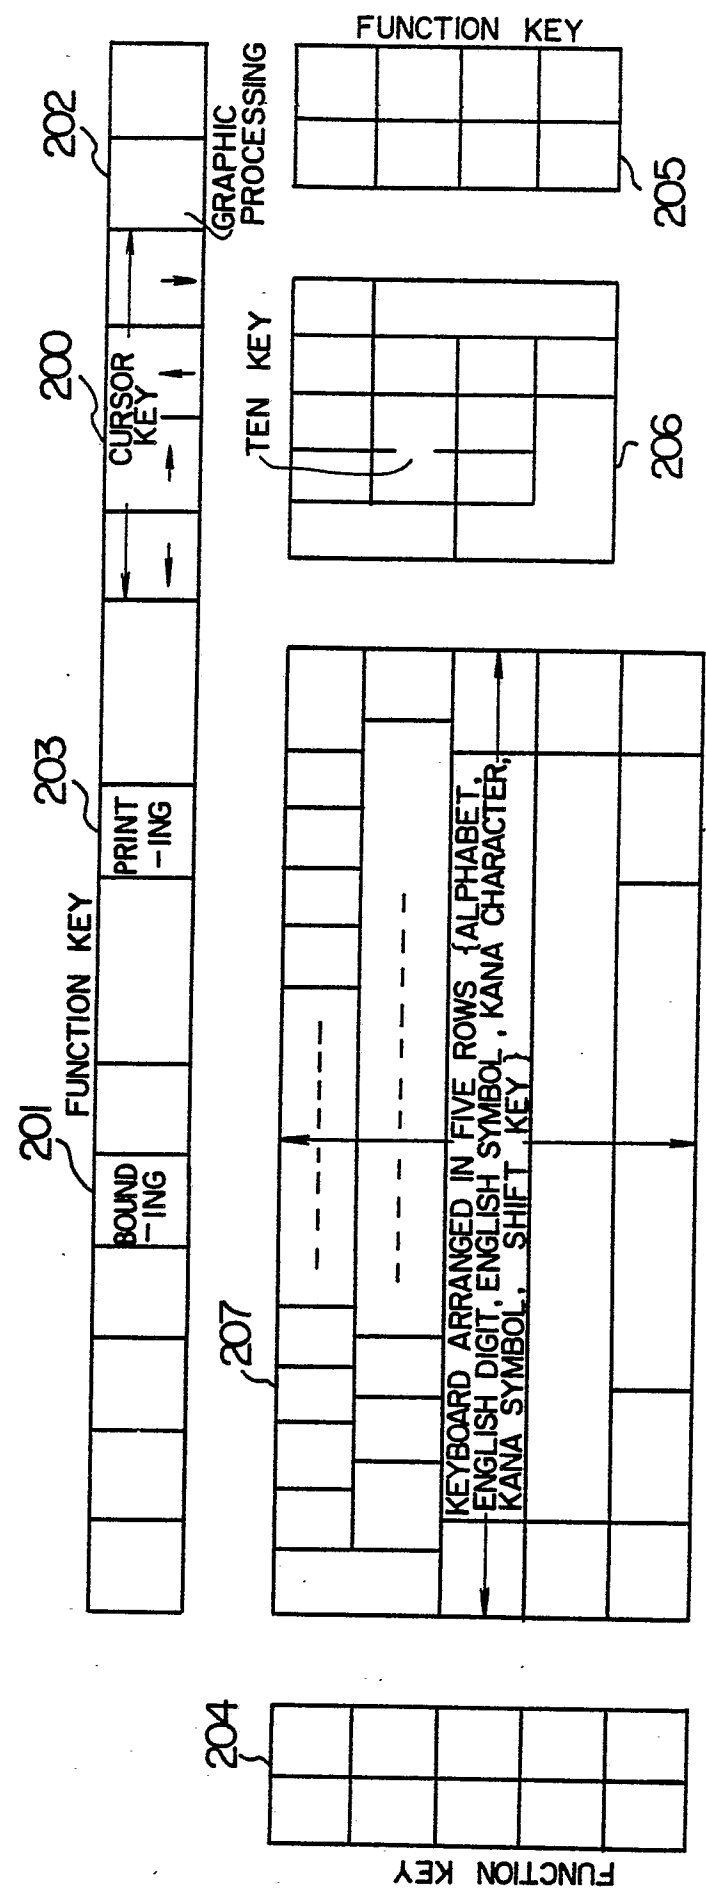 201
FUNCTION KEY
203
200
202
BOUND
-ING
PRINT
-ING
CURSOR
KEY
GRAPHIC
PROCESSING
204
FUNCTION KEY
207
KEYBOARD ARRANGED IN FIVE ROWS {ALPHABET,
ENGLISH DIGIT, ENGLISH SYMBOL, KANA CHARACTER,
KANA SYMBOL, SHIFT KEY}
TEN KEY
206
FUNCTION KEY
205